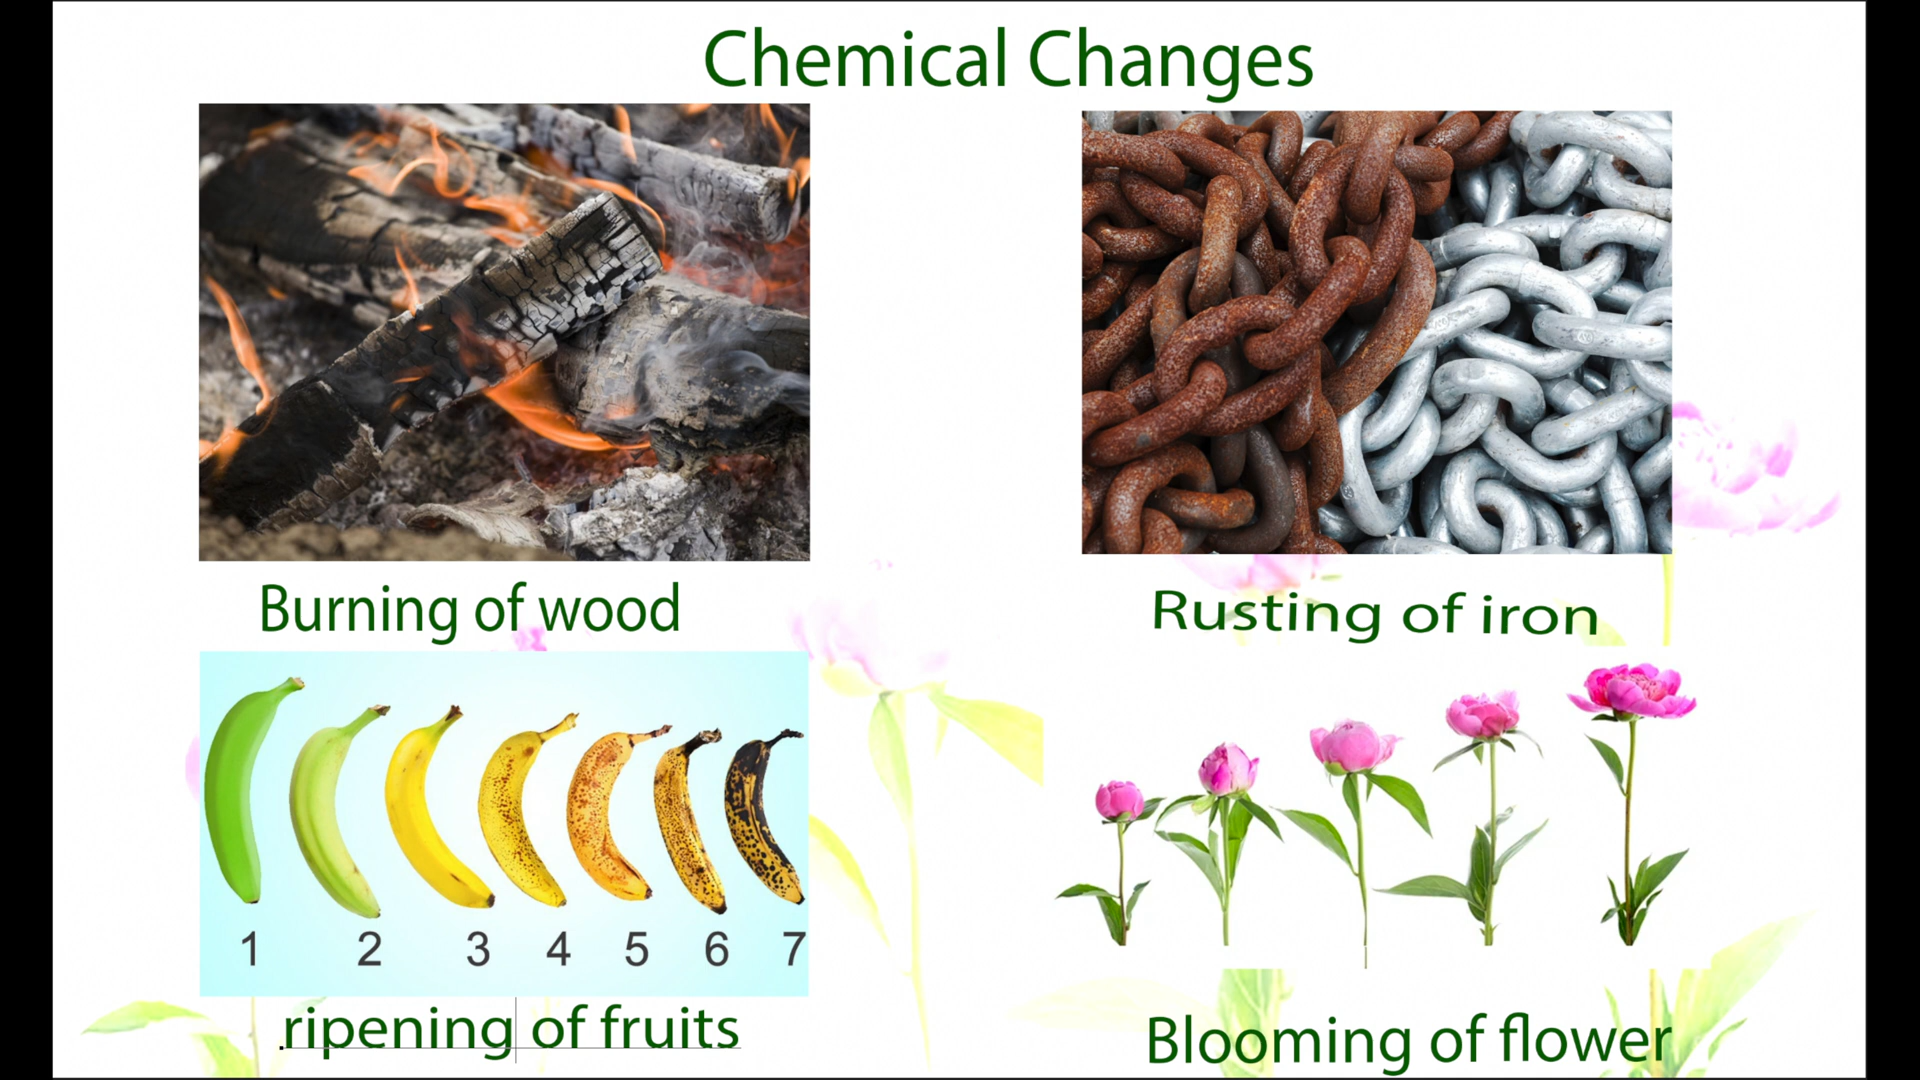 Chemical Changes
Burning of wood
Rusting of iron
1 2 3 4 5 6 7
.ripening of fruits
Blooming of flower